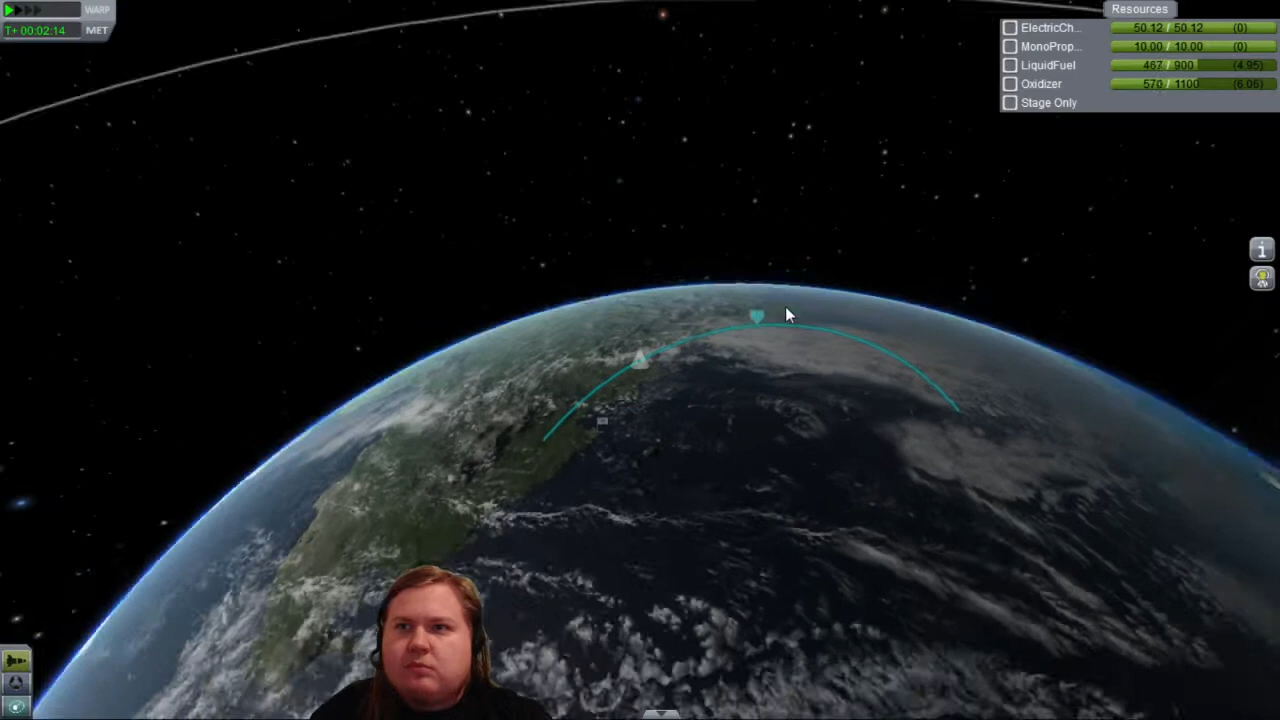 WARP
T+ 00:02:14 MET
Resources
ElectricCh... 50.12 / 50.12 (0)
MonoProp... 10.00 / 10.00 (0)
LiquidFuel 467 / 900 (4.95)
Oxidizer 570 / 1100 (6.06)
Stage Only